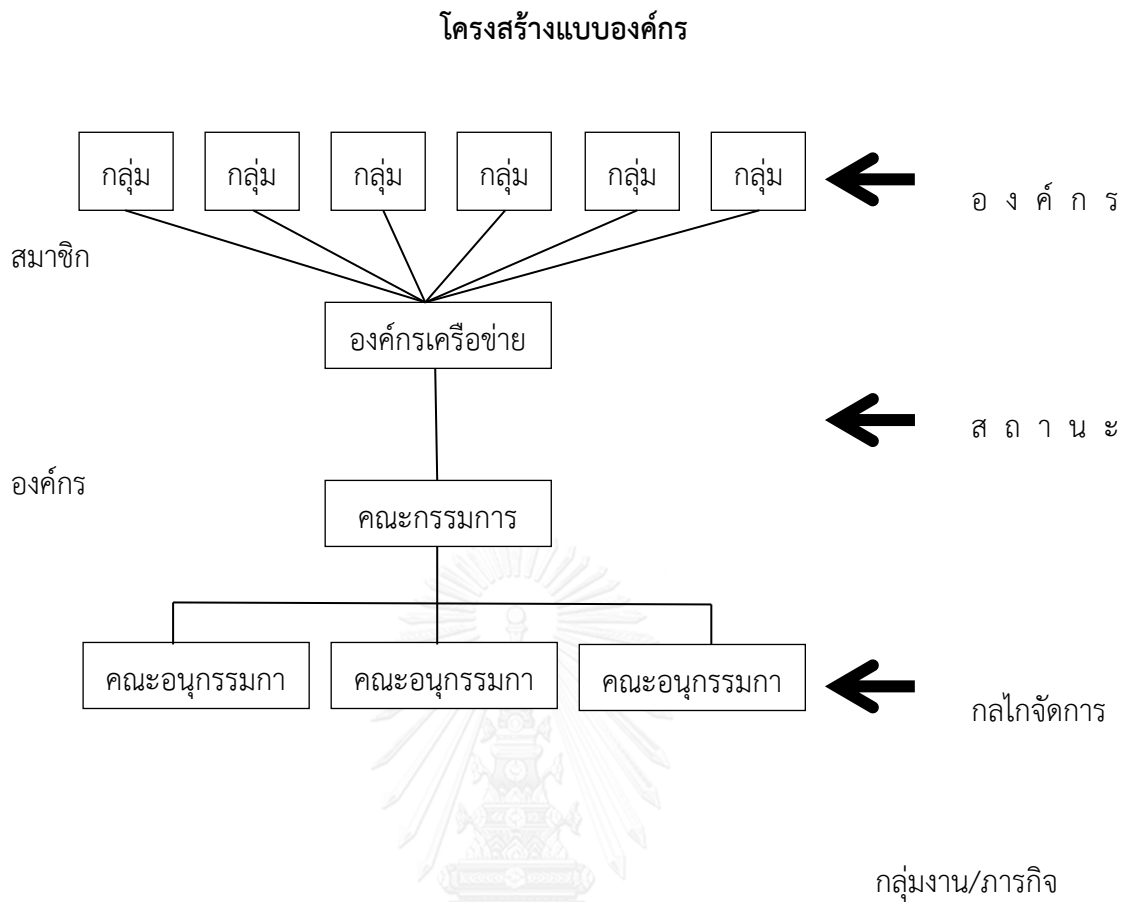 โครงสร้างแบบองค์กร
กลุ่ม กลุ่ม กลุ่ม กลุ่ม กลุ่ม กลุ่ม
อ ง ค์ ก ร
สมาชิก
องค์กรเครือข่าย
ส ถ า น ะ
องค์กร
คณะกรรมการ
คณะอนุกรรมกา คณะอนุกรรมกา คณะอนุกรรมกา
กลไกจัดการ
กลุ่มงาน/ภารกิจ